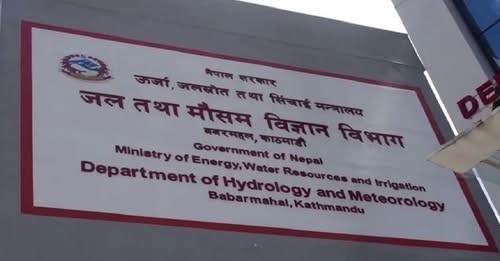 नेपाल सरकार
ऊर्जा, जलस्रोत तथा सिंचाई मन्त्रालय
जल तथा मौसम विज्ञान विभाग
बबरमहल, काठमाडौं
Government of Nepal
Ministry of Energy, Water Resources and Irrigation
Department of Hydrology and Meteorology
Babarmahal, Kathmandu
DE